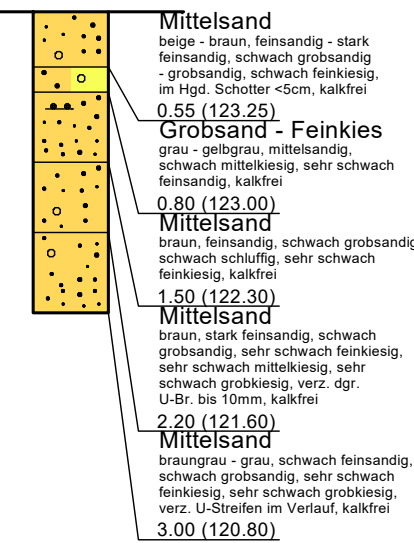 Mittelsand
beige - braun, feinsandig - stark
feinsandig, schwach grobsandig
- grobsandig, schwach feinkiesig,
im Hgd. Schotter <5cm, kalkfrei
0.55 (123.25)
Grobsand - Feinkies
grau - gelbgrau, mittelsandig,
schwach mittelkiesig, sehr schwach
feinsandig, kalkfrei
0.80 (123.00)
Mittelsand
braun, feinsandig, schwach grobsandig
schwach schluffig, sehr schwach
feinkiesig, kalkfrei
1.50 (122.30)
Mittelsand
braun, stark feinsandig, schwach
grobsandig, sehr schwach feinkiesig,
sehr schwach mittelkiesig, sehr
schwach grobkiesig, verz. dgr.
U-Br. bis 10mm, kalkfrei
2.20 (121.60)
Mittelsand
braungrau - grau, schwach feinsandig,
schwach grobsandig, sehr schwach
feinkiesig, sehr schwach grobkiesig,
verz. U-Streifen im Verlauf, kalkfrei
3.00 (120.80)